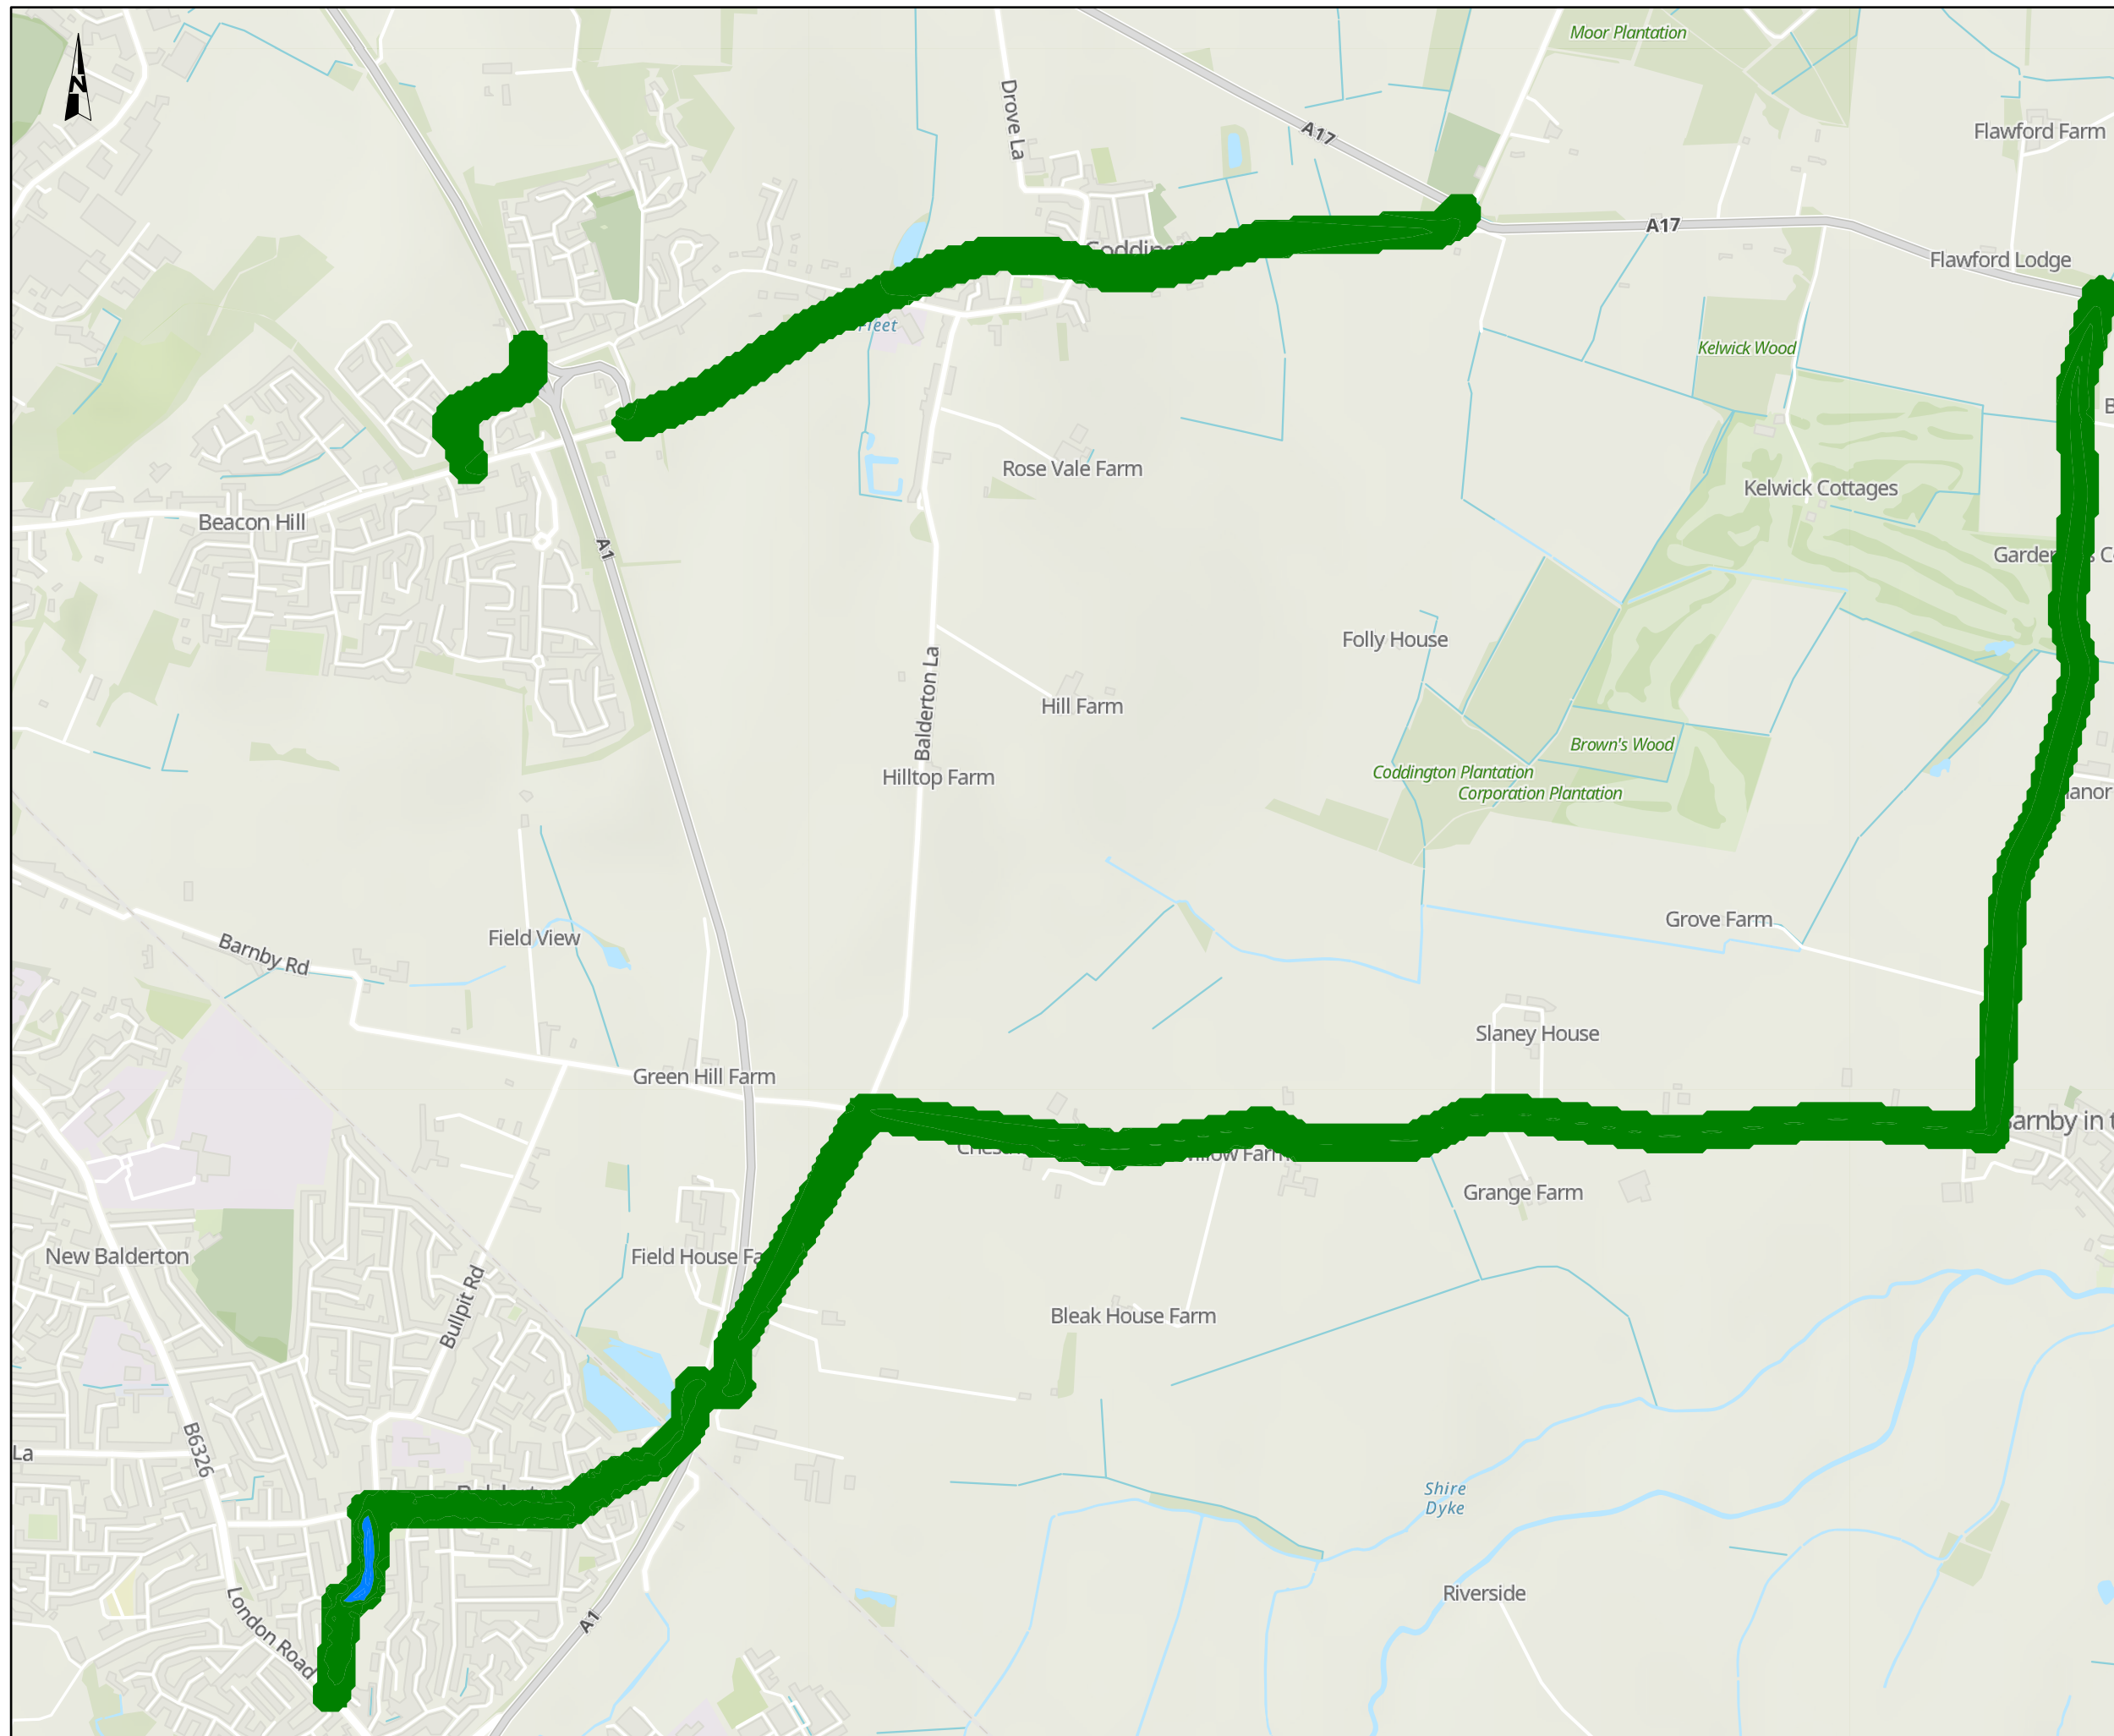 Moor Plantation
N
Drove La
A17
Flawford Farm
A17
Flawford Lodge
Kelwick Wood
Rose Vale Farm
Kelwick Cottages
Beacon Hill
A1
Folly House
Balderton La
Hill Farm
Brown's Wood
Hilltop Farm
Coddington Plantation
Corporation Plantation
Grove Farm
Field View
Barnby Rd
Slaney House
Green Hill Farm
Grange Farm
New Balderton
Field House
Bullpit Rd
Bleak House Farm
B6326
La
Shire
Dyke
Riverside
London Road
A1